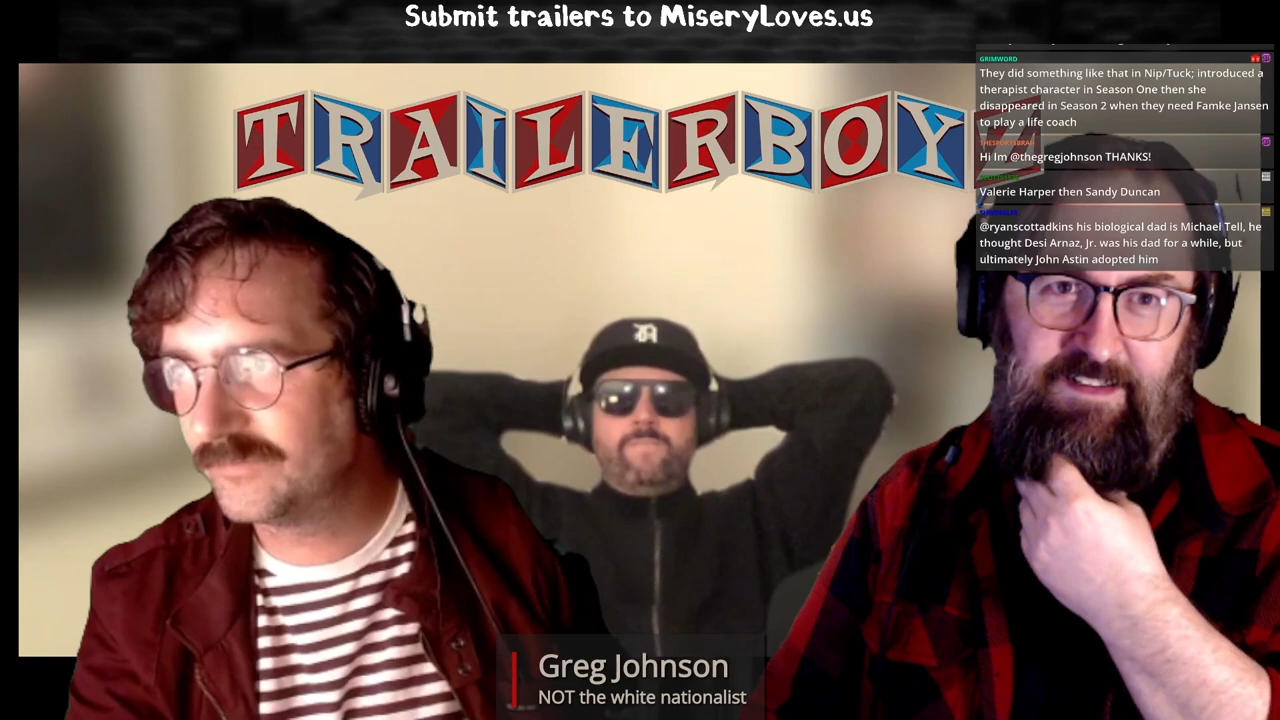 Submit trailers to MiseryLoves.us
TRAILERBOYZ
GRIMWORD
They did something like that in Nip/Tuck; introduced a
therapist character in Season One then she
disappeared in Season 2 when they need Famke Jansen
to play a life coach
THESPORTSBRAH
Hi Im @thegregjohnson THANKS!
Valerie Harper then Sandy Duncan
@ryanscottadkins his biological dad is Michael Tell, he
thought Desi Arnaz, Jr. was his dad for a while, but
ultimately John Astin adopted him
Greg Johnson
NOT the white nationalist